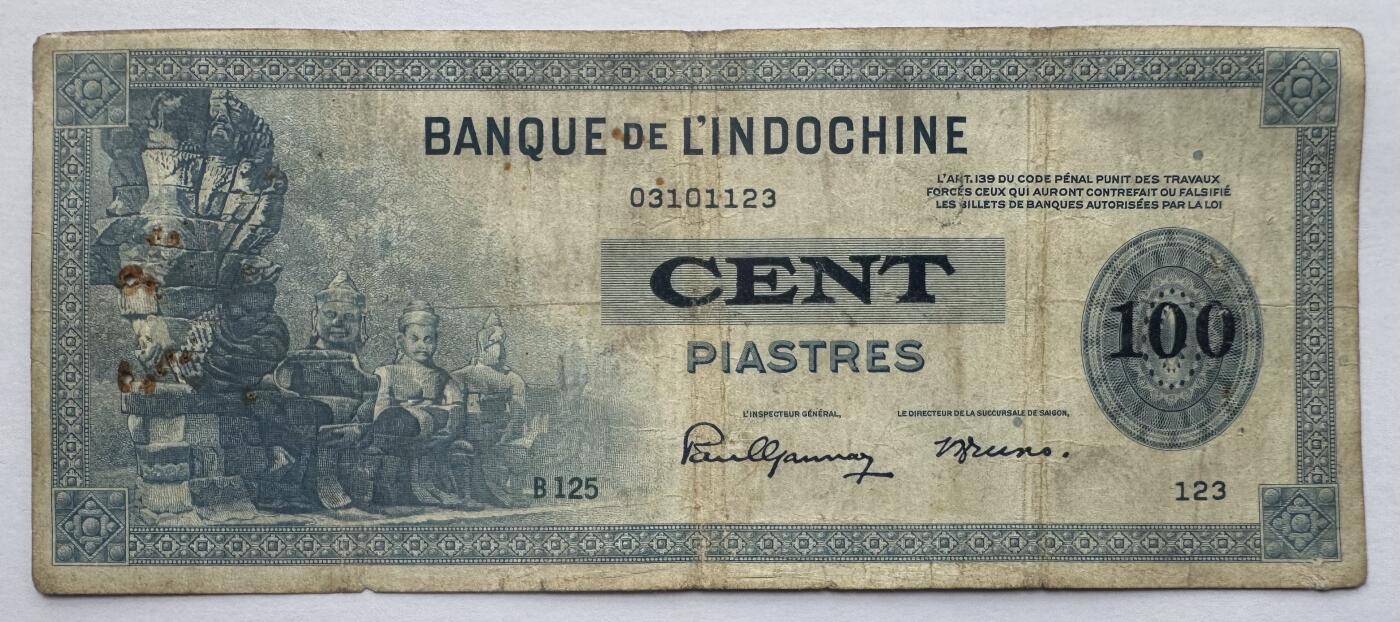 BANQUE DE L'INDOCHINE
03101123
L'ART.139 DU CODE PÉNAL PUNIT DES TRAVAUX
FORCÉS CEUX QUI AURONT CONTREFAIT OU FALSIFIÉ
LES BILLETS DE BANQUES AUTORISÉES PAR LA LOI
CENT
100
PIASTRES
L'INSPECTEUR GÉNÉRAL, LE DIRECTEUR DE LA SUCCURSALE DE SAIGON,
B 125
123